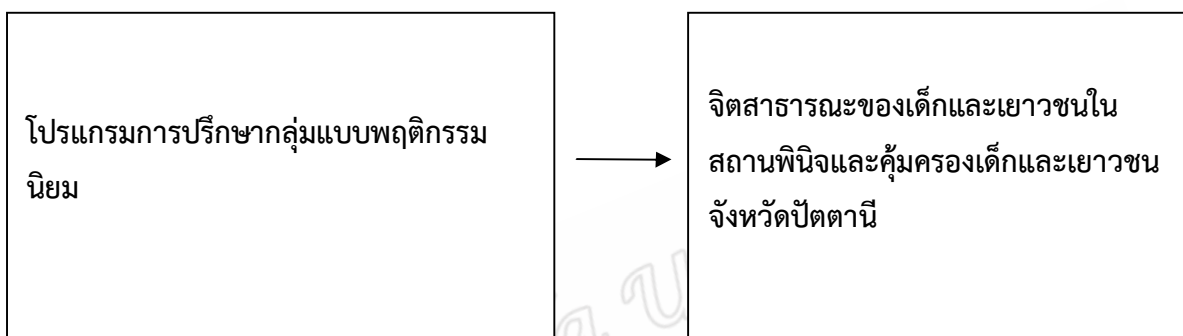 โปรแกรมการปรึกษากลุ่มแบบพฤติกรรม
นิยม
จิตสาธารณะของเด็กและเยาวชนใน
สถานพินิจและคุ้มครองเด็กและเยาวชน
จังหวัดปัตตานี